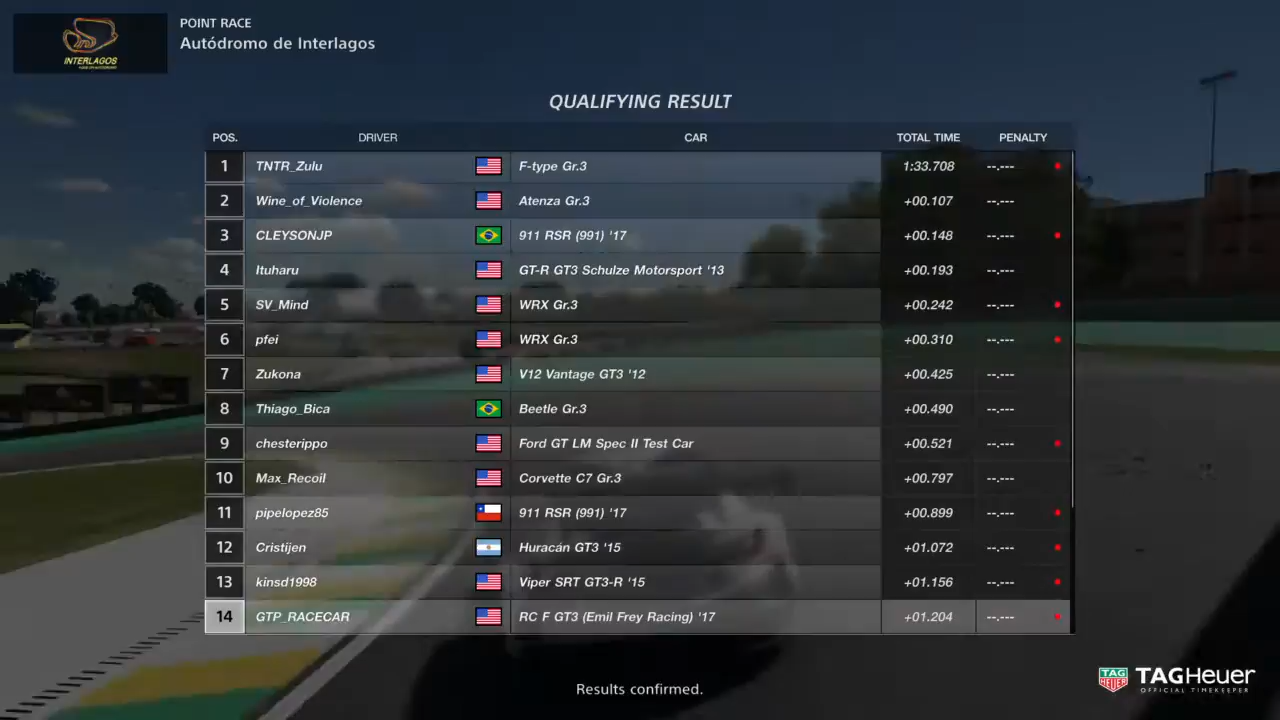 POINT RACE
Autódromo de Interlagos
INTERLAGOS
QUALIFYING RESULT
POS. DRIVER CAR TOTAL TIME PENALTY
1 TNTR_Zulu F-type Gr.3 1:33.708 --.---
2 Wine_of_Violence Atenza Gr.3 +00.107 --.---
3 CLEYSONJP 911 RSR (991) '17 +00.148 --.---
4 Ituharu GT-R GT3 Schulze Motorsport '13 +00.193 --.---
5 SV_Mind WRX Gr.3 +00.242 --.---
6 pfei WRX Gr.3 +00.310 --.---
7 Zukona V12 Vantage GT3 '12 +00.425 --.---
8 Thiago_Bica Beetle Gr.3 +00.490 --.---
9 chesterippo Ford GT LM Spec II Test Car +00.521 --.---
10 Max_Recoil Corvette C7 Gr.3 +00.797 --.---
11 pipelopez85 911 RSR (991) '17 +00.899 --.---
12 Cristijen Huracán GT3 '15 +01.072 --.---
13 kinsd1998 Viper SRT GT3-R '15 +01.156 --.---
14 GTP_RACECAR RC F GT3 (Emil Frey Racing) '17 +01.204 --.---
Results confirmed.
TAG HEUER TAGHeuer
OFFICIAL TIMEKEEPER